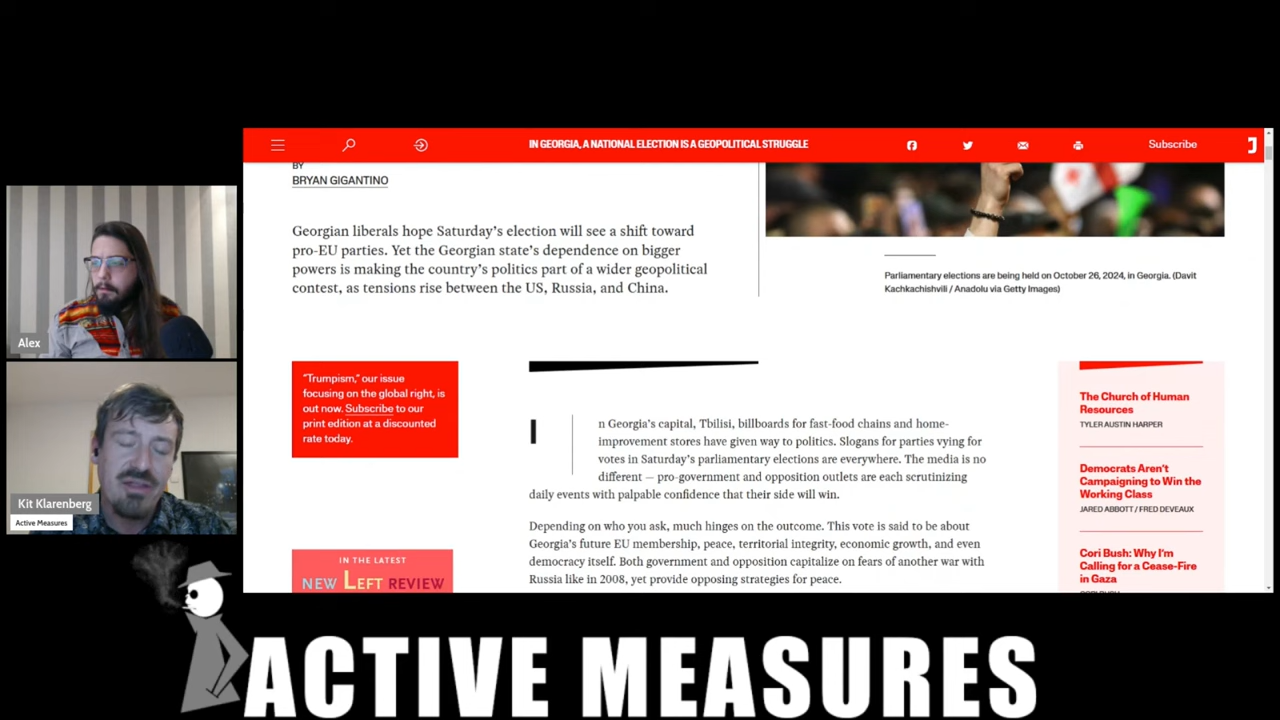 IN GEORGIA, A NATIONAL ELECTION IS A GEOPOLITICAL STRUGGLE
Subscribe
BY
BRYAN GIGANTINO
Georgian liberals hope Saturday’s election will see a shift toward
pro-EU parties. Yet the Georgian state’s dependence on bigger
powers is making the country’s politics part of a wider geopolitical
contest, as tensions rise between the US, Russia, and China.
Parliamentary elections are being held on October 26, 2024, in Georgia. (Davit
Kachkachishvili / Anadolu via Getty Images)
Alex
Kit Klarenberg
Active Measures
“Trumpism,” our issue
focusing on the global right, is
out now. Subscribe to our
print edition at a discounted
rate today.
IN THE LATEST
NEW LEFT REVIEW
In Georgia’s capital, Tbilisi, billboards for fast-food chains and home-
improvement stores have given way to politics. Slogans for parties vying for
votes in Saturday’s parliamentary elections are everywhere. The media is no
different — pro-government and opposition outlets are each scrutinizing
daily events with palpable confidence that their side will win.
Depending on who you ask, much hinges on the outcome. This vote is said to be about
Georgia’s future EU membership, peace, territorial integrity, economic growth, and even
democracy itself. Both government and opposition capitalize on fears of another war with
Russia like in 2008, yet provide opposing strategies for peace.
The Church of Human
Resources
TYLER AUSTIN HARPER
Democrats Aren’t
Campaigning to Win the
Working Class
JARED ABBOTT / FRED DEVEAUX
Cori Bush: Why I’m
Calling for a Cease-Fire
in Gaza
ACTIVE MEASURES